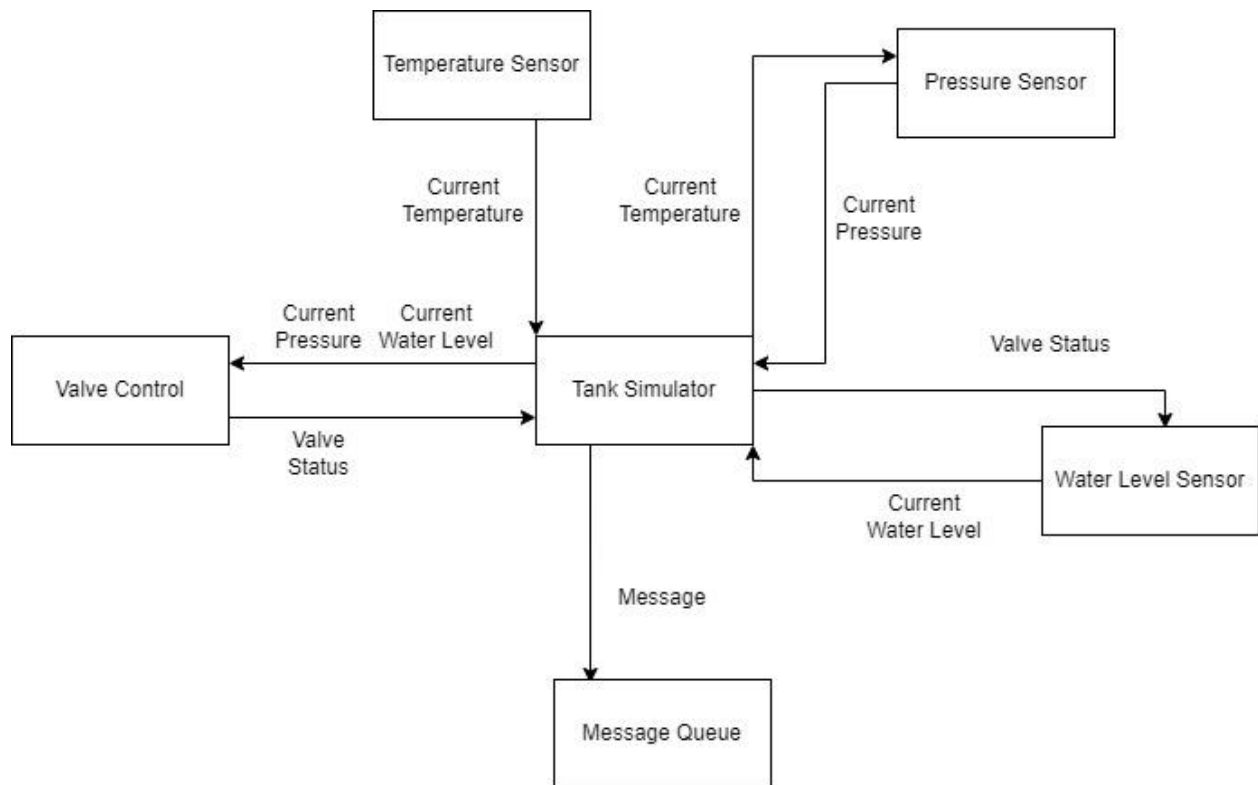 Temperature Sensor
Pressure Sensor
Current
Temperature
Current
Temperature
Current
Pressure
Current
Pressure
Current
Water Level
Valve Status
Valve Control
Tank Simulator
Valve
Status
Water Level Sensor
Current
Water Level
Message
Message Queue